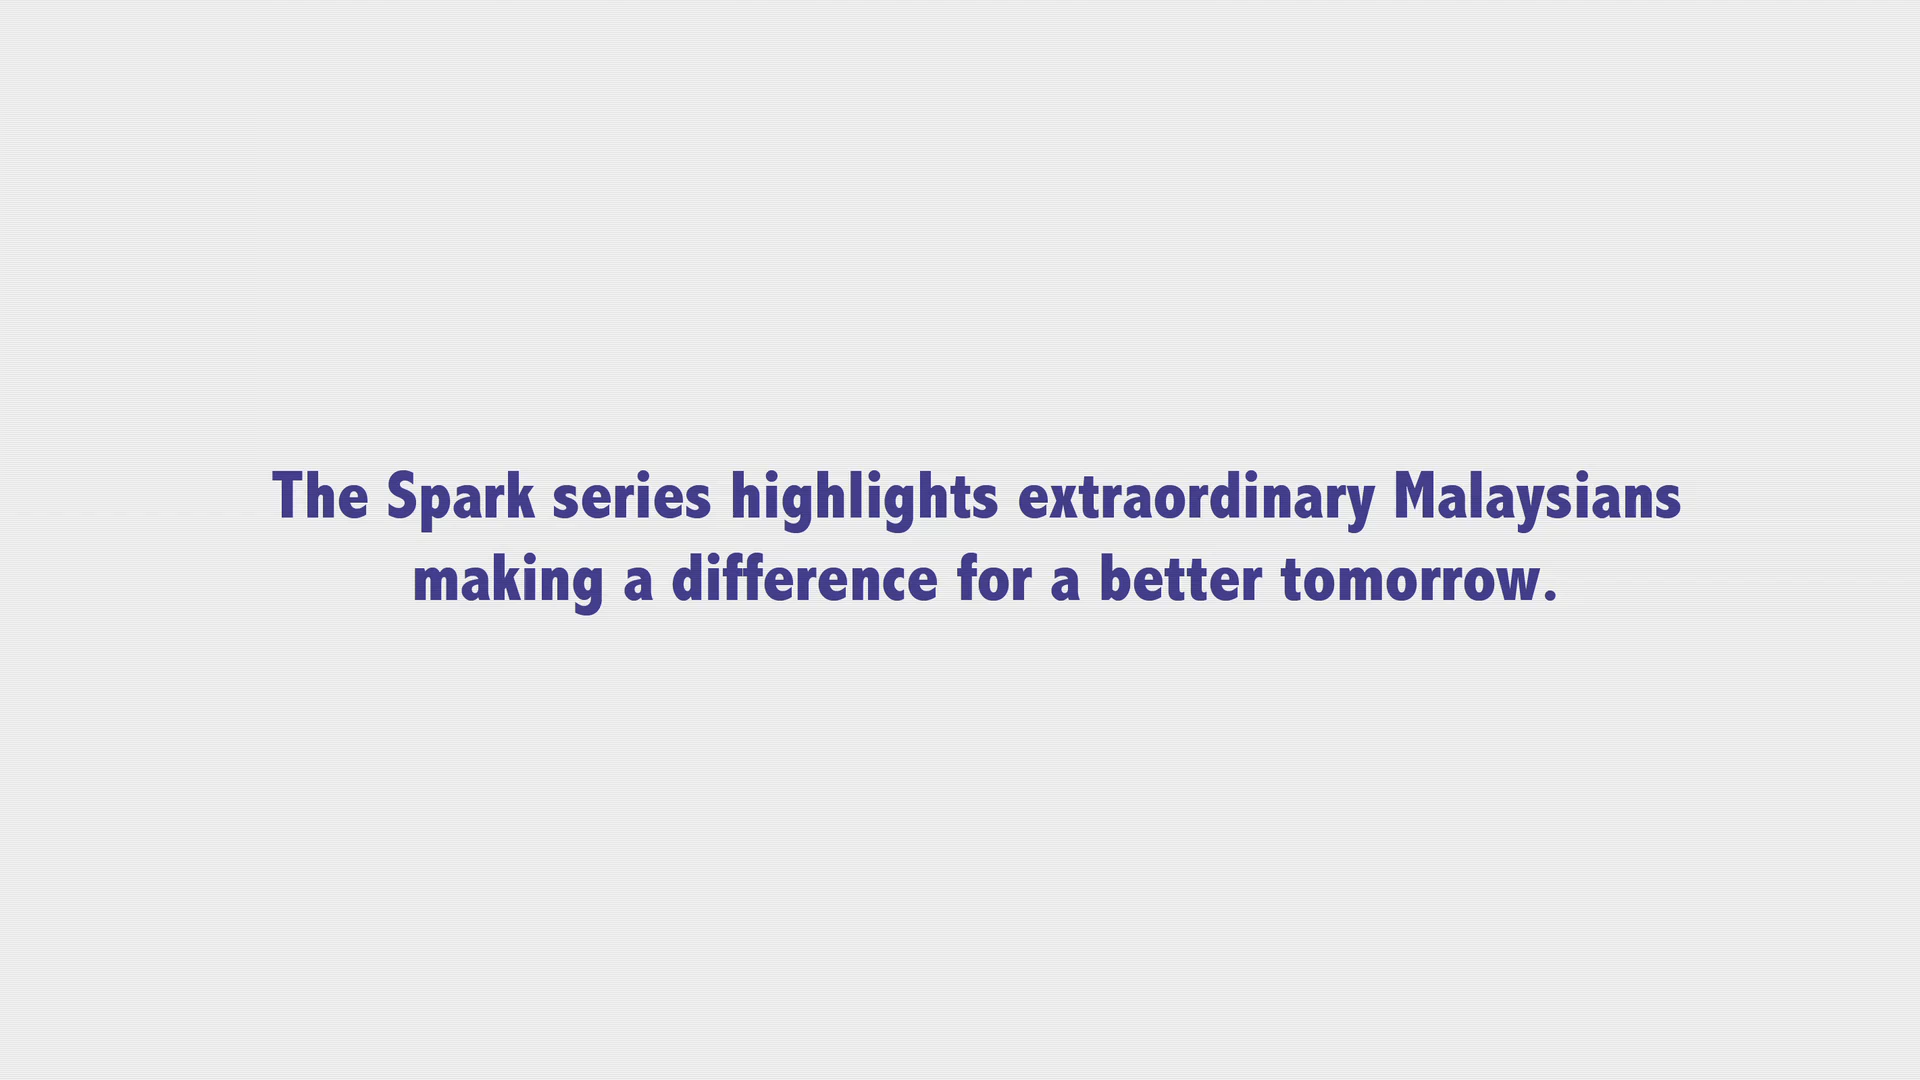 The Spark series highlights extraordinary Malaysians
making a difference for a better tomorrow.